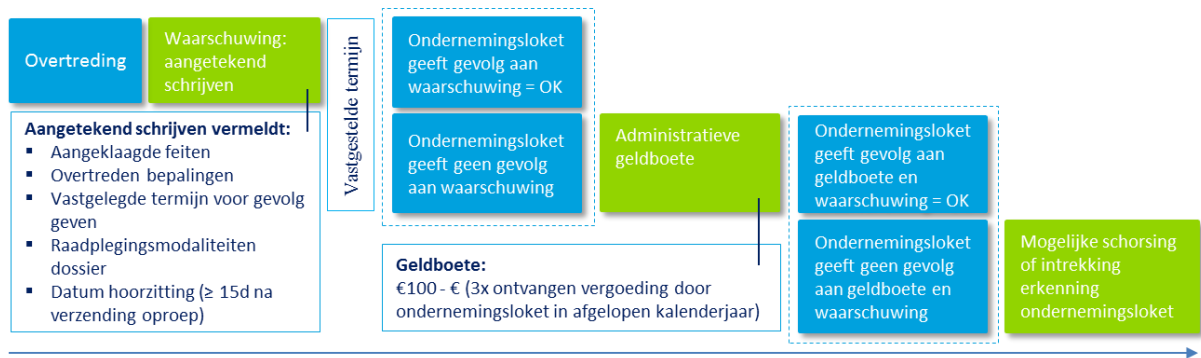 Overtreding
Waarschuwing:
aangetekend
schrijven
Aangetekend schrijven vermeldt:
▪ Aangeklaagde feiten
▪ Overtreden bepalingen
▪ Vastgelegde termijn voor gevolg
geven
▪ Raadplegingsmodaliteiten
dossier
▪ Datum hoorzitting (≥ 15d na
verzending oproep)
Vastgestelde termijn
Ondernemingsloket
geeft gevolg aan
waarschuwing = OK
Ondernemingsloket
geeft geen gevolg
aan waarschuwing
Administratieve
geldboete
Geldboete:
€100 - € (3x ontvangen vergoeding door
ondernemingsloket in afgelopen kalenderjaar)
Ondernemingsloket
geeft gevolg aan
geldboete en
waarschuwing = OK
Ondernemingsloket
geeft geen gevolg
aan geldboete en
waarschuwing
Mogelijke schorsing
of intrekking
erkenning
ondernemingsloket